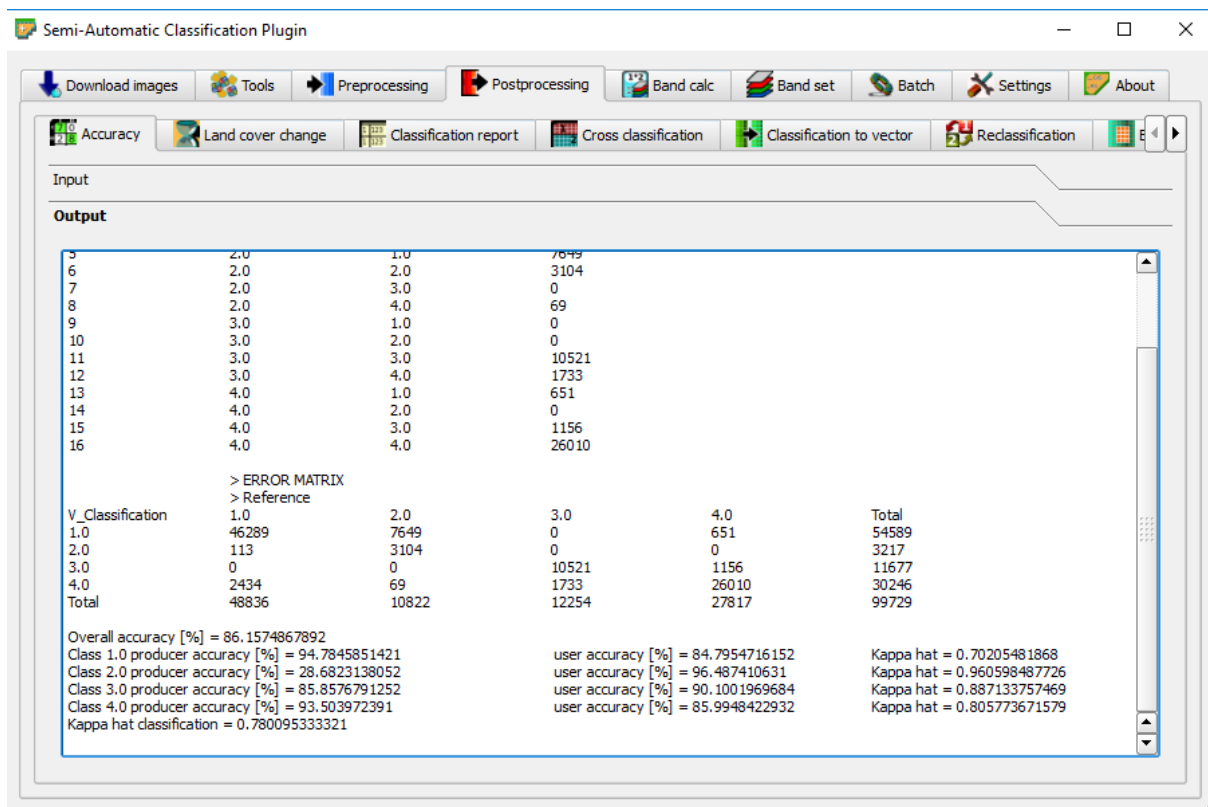 Semi-Automatic Classification Plugin
Download images Tools Preprocessing Postprocessing Band calc Band set Batch Settings About
Accuracy Land cover change Classification report Cross classification Classification to vector Reclassification
Input
Output
5 2.0 1.0 7649
6 2.0 2.0 3104
7 2.0 3.0 0
8 2.0 4.0 69
9 3.0 1.0 0
10 3.0 2.0 0
11 3.0 3.0 10521
12 3.0 4.0 1733
13 4.0 1.0 651
14 4.0 2.0 0
15 4.0 3.0 1156
16 4.0 4.0 26010
> ERROR MATRIX
> Reference
V_Classification 1.0 2.0 3.0 4.0 Total
1.0 46289 7649 0 651 54589
2.0 113 3104 0 0 3217
3.0 0 0 10521 1156 11677
4.0 2434 69 1733 26010 30246
Total 48836 10822 12254 27817 99729
Overall accuracy [%] = 86.1574867892
Class 1.0 producer accuracy [%] = 94.7845851421 user accuracy [%] = 84.7954716152 Kappa hat = 0.70205481868
Class 2.0 producer accuracy [%] = 28.6823138052 user accuracy [%] = 96.487410631 Kappa hat = 0.960598487726
Class 3.0 producer accuracy [%] = 85.8576791252 user accuracy [%] = 90.1001969684 Kappa hat = 0.887133757469
Class 4.0 producer accuracy [%] = 93.503972391 user accuracy [%] = 85.9948422932 Kappa hat = 0.805773671579
Kappa hat classification = 0.780095333321